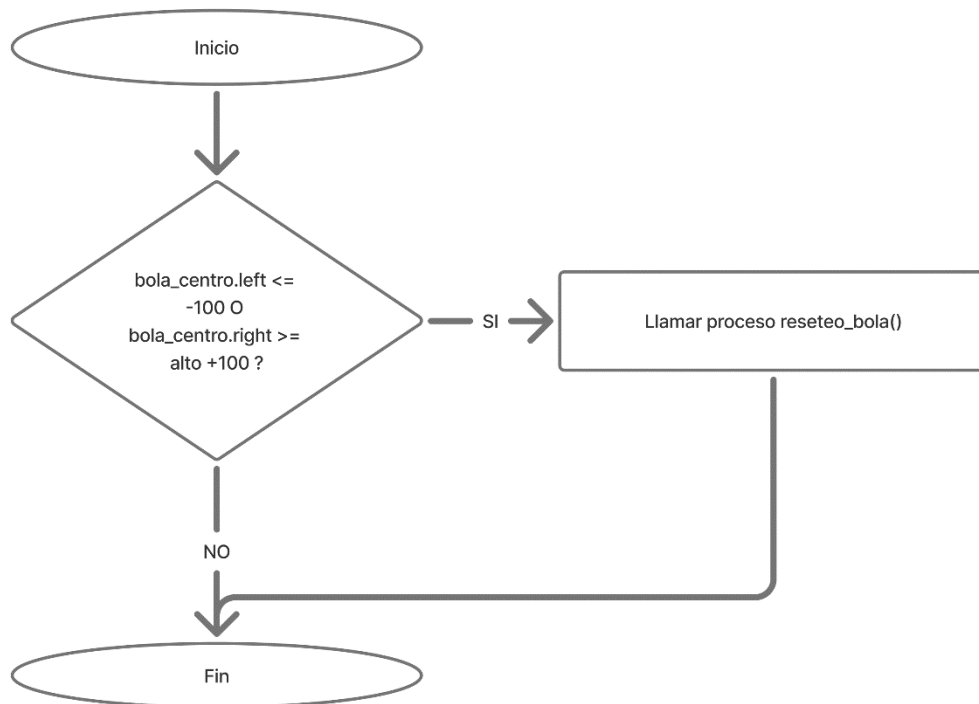 Inicio
bola_centro.left <=
-100 O
bola_centro.right >=
alto +100 ?
SI
Llamar proceso reseteo_bola()
NO
Fin